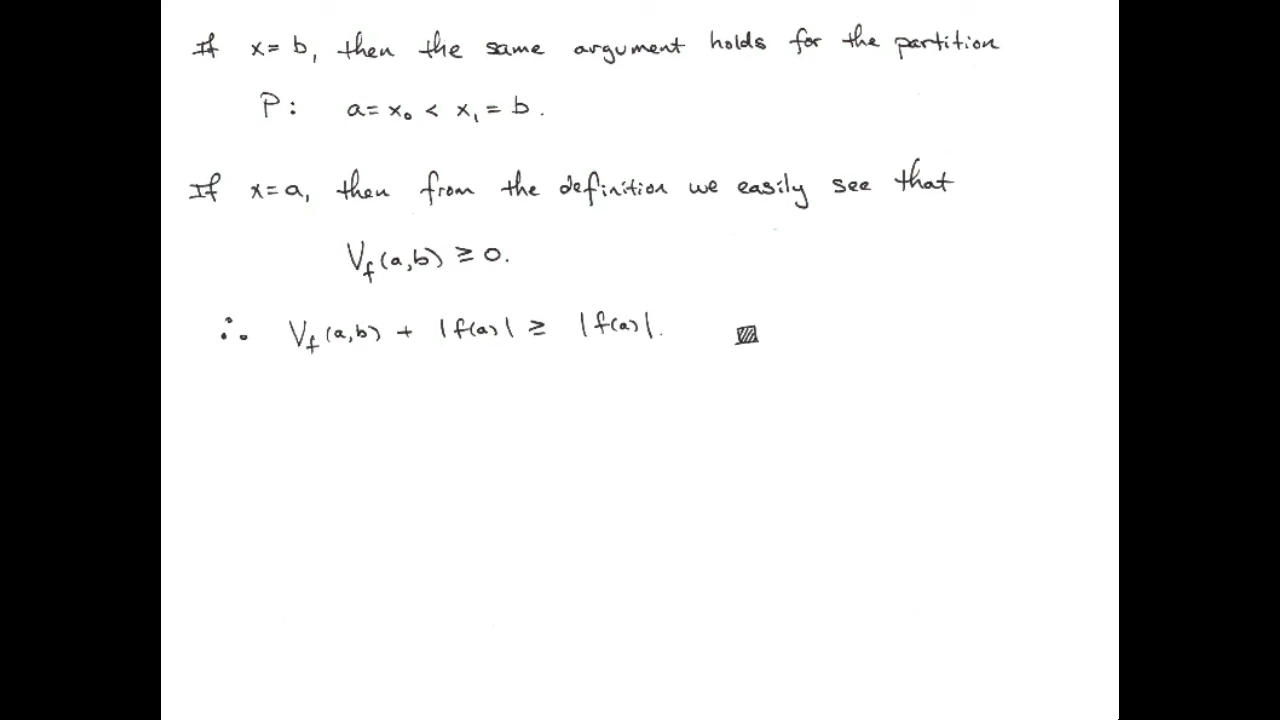 If x = b, then the same argument holds for the partition
P: a = x₀ < x₁ = b.
If x = a, then from the definition we easily see that
V_f(a,b) ≥ 0.
∴ V_f(a,b) + |f(a)| ≥ |f(a)|. ▨